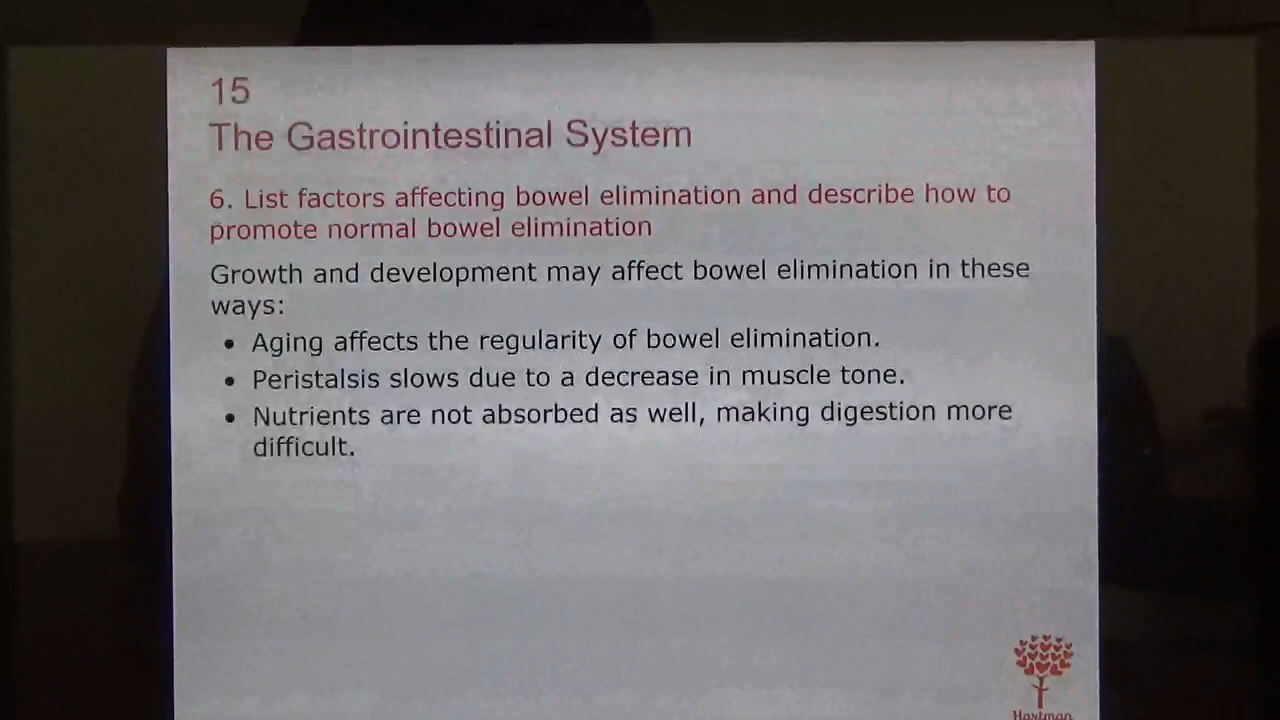 15
The Gastrointestinal System
6. List factors affecting bowel elimination and describe how to
promote normal bowel elimination
Growth and development may affect bowel elimination in these
ways:
• Aging affects the regularity of bowel elimination.
• Peristalsis slows due to a decrease in muscle tone.
• Nutrients are not absorbed as well, making digestion more
difficult.
Hartman